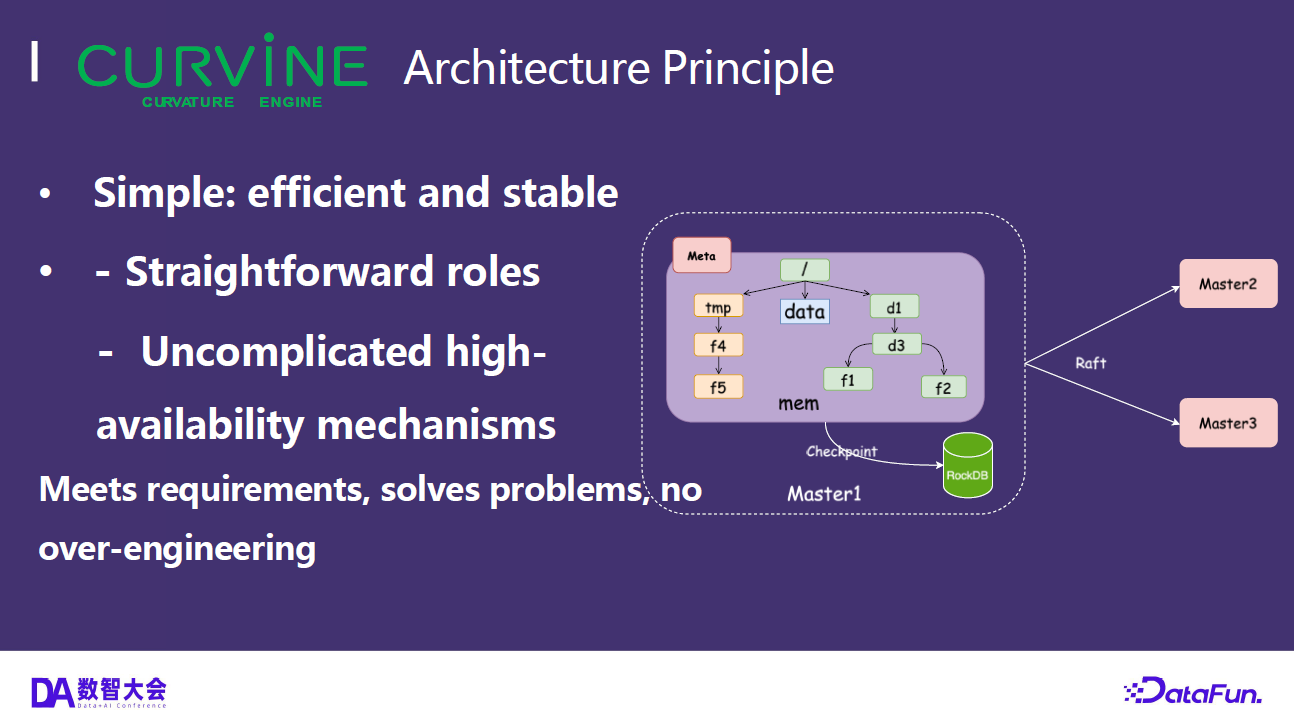 CURVINE Architecture Principle
CURVATURE ENGINE
• Simple: efficient and stable
• - Straightforward roles
- Uncomplicated high-
availability mechanisms
Meets requirements, solves problems, no
over-engineering
Meta
/
tmp
data
d1
f4
d3
f5
f1
f2
mem
Checkpoint
RockDB
Master1
Raft
Master2
Master3
DA 数智大会
Data+AI Conference
DataFun.